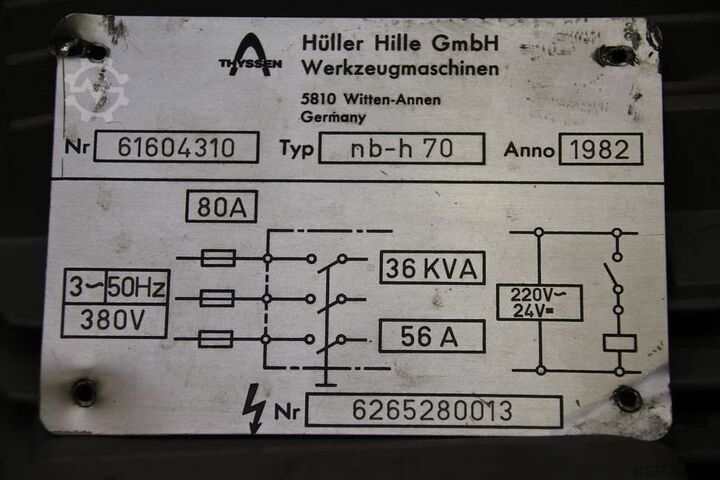 THYSSEN
Hüller Hille GmbH
Werkzeugmaschinen
5810 Witten-Annen
Germany
Nr 61604310 Typ nb-h 70 Anno 1982
80A
3~ 50Hz
380V
36 KVA
56 A
220V~
24V=
Nr 6265280013